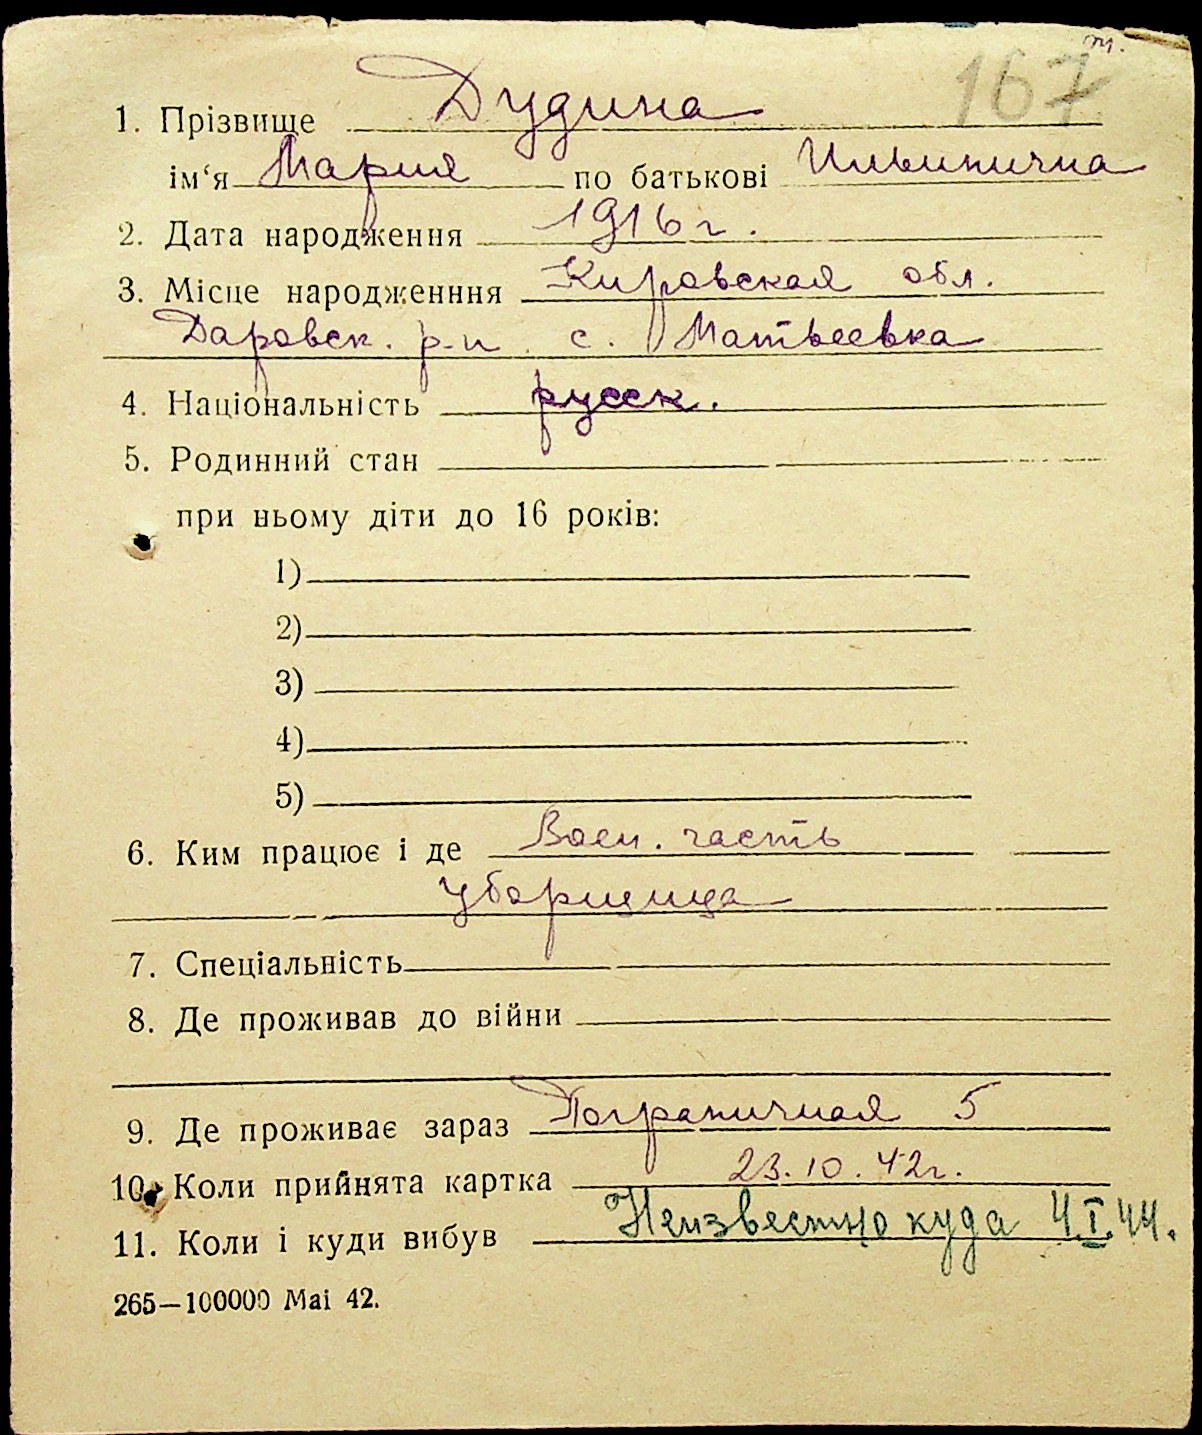 167
1. Прізвище Дудина
ім‘я Мария по батькові Ильинична
2. Дата народження 1916 г.
3. Місце народженння Кировская обл.
Даровск. р-н с. Матвеевка
4. Національність русск.
5. Родинний стан
при ньому діти до 16 років:
1)
2)
3)
4)
5)
6. Ким працює і де Воен. часть
уборщица
7. Спеціальність
8. Де проживав до війни
9. Де проживає зараз Пограничная 5
10. Коли прийнята картка 23.10.42г.
11. Коли і куди вибув Неизвестно куда 4.I.44.
265—100000 Mai 42.